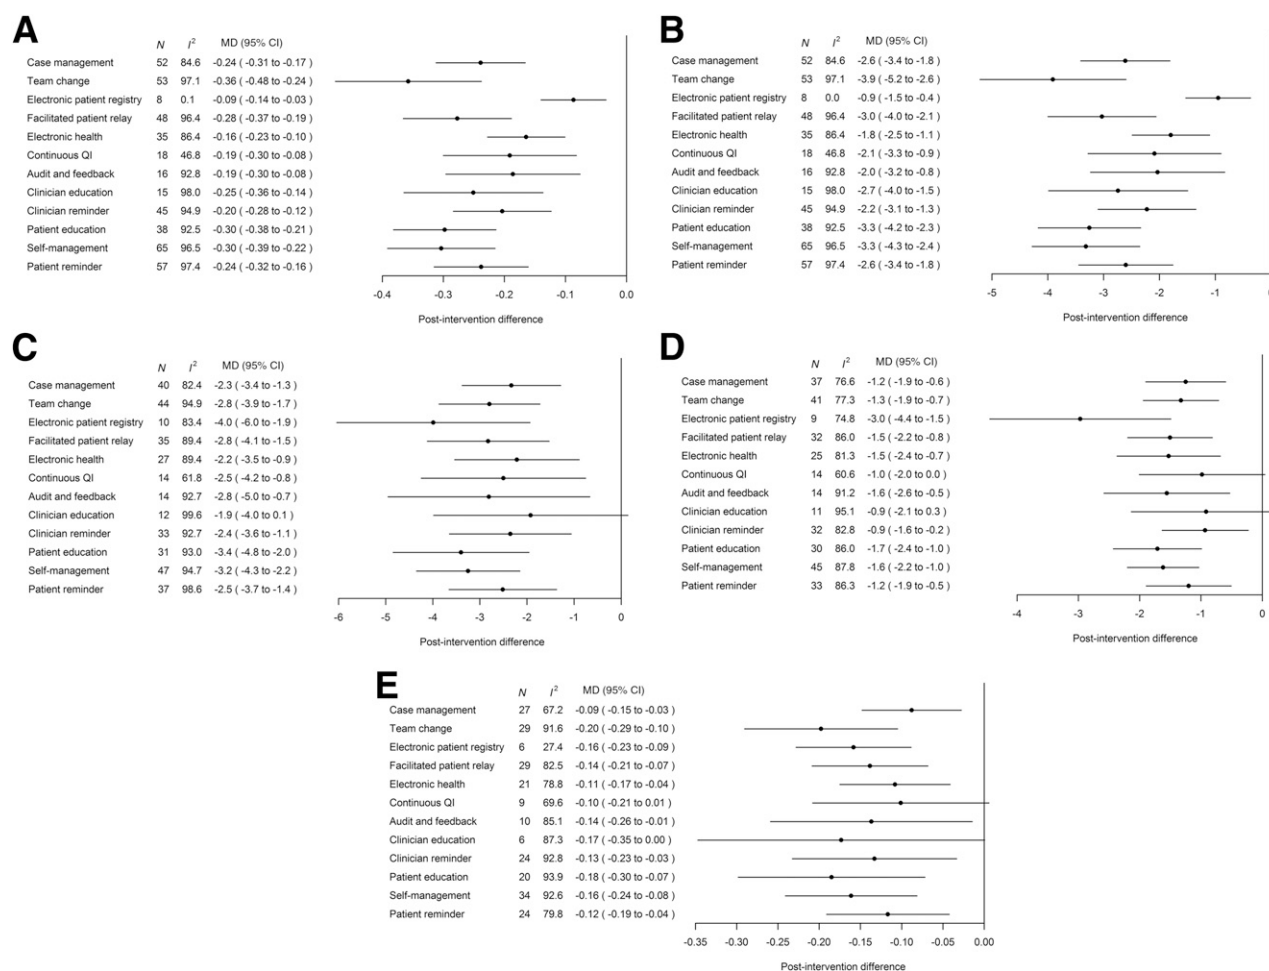 A
N I² MD (95% CI)
Case management 52 84.6 -0.24 ( -0.31 to -0.17 )
Team change 53 97.1 -0.36 ( -0.48 to -0.24 )
Electronic patient registry 8 0.1 -0.09 ( -0.14 to -0.03 )
Facilitated patient relay 48 96.4 -0.28 ( -0.37 to -0.19 )
Electronic health 35 86.4 -0.16 ( -0.23 to -0.10 )
Continuous QI 18 46.8 -0.19 ( -0.30 to -0.08 )
Audit and feedback 16 92.8 -0.19 ( -0.30 to -0.08 )
Clinician education 15 98.0 -0.25 ( -0.36 to -0.14 )
Clinician reminder 45 94.9 -0.20 ( -0.28 to -0.12 )
Patient education 38 92.5 -0.30 ( -0.38 to -0.21 )
Self-management 65 96.5 -0.30 ( -0.39 to -0.22 )
Patient reminder 57 97.4 -0.24 ( -0.32 to -0.16 )
-0.4 -0.3 -0.2 -0.1 0.0
Post-intervention difference
B
N I² MD (95% CI)
Case management 52 84.6 -2.6 ( -3.4 to -1.8 )
Team change 53 97.1 -3.9 ( -5.2 to -2.6 )
Electronic patient registry 8 0.0 -0.9 ( -1.5 to -0.4 )
Facilitated patient relay 48 96.4 -3.0 ( -4.0 to -2.1 )
Electronic health 35 86.4 -1.8 ( -2.5 to -1.1 )
Continuous QI 18 46.8 -2.1 ( -3.3 to -0.9 )
Audit and feedback 16 92.8 -2.0 ( -3.2 to -0.8 )
Clinician education 15 98.0 -2.7 ( -4.0 to -1.5 )
Clinician reminder 45 94.9 -2.2 ( -3.1 to -1.3 )
Patient education 38 92.5 -3.3 ( -4.2 to -2.3 )
Self-management 65 96.5 -3.3 ( -4.3 to -2.4 )
Patient reminder 57 97.4 -2.6 ( -3.4 to -1.8 )
-5 -4 -3 -2 -1
Post-intervention difference
C
N I² MD (95% CI)
Case management 40 82.4 -2.3 ( -3.4 to -1.3 )
Team change 44 94.9 -2.8 ( -3.9 to -1.7 )
Electronic patient registry 10 83.4 -4.0 ( -6.0 to -1.9 )
Facilitated patient relay 35 89.4 -2.8 ( -4.1 to -1.5 )
Electronic health 27 89.4 -2.2 ( -3.5 to -0.9 )
Continuous QI 14 61.8 -2.5 ( -4.2 to -0.8 )
Audit and feedback 14 92.7 -2.8 ( -5.0 to -0.7 )
Clinician education 12 99.6 -1.9 ( -4.0 to 0.1 )
Clinician reminder 33 92.7 -2.4 ( -3.6 to -1.1 )
Patient education 31 93.0 -3.4 ( -4.8 to -2.0 )
Self-management 47 94.7 -3.2 ( -4.3 to -2.2 )
Patient reminder 37 98.6 -2.5 ( -3.7 to -1.4 )
-6 -5 -4 -3 -2 -1 0
Post-intervention difference
D
N I² MD (95% CI)
Case management 37 76.6 -1.2 ( -1.9 to -0.6 )
Team change 41 77.3 -1.3 ( -1.9 to -0.7 )
Electronic patient registry 9 74.8 -3.0 ( -4.4 to -1.5 )
Facilitated patient relay 32 86.0 -1.5 ( -2.2 to -0.8 )
Electronic health 25 81.3 -1.5 ( -2.4 to -0.7 )
Continuous QI 14 60.6 -1.0 ( -2.0 to 0.0 )
Audit and feedback 14 91.2 -1.6 ( -2.6 to -0.5 )
Clinician education 11 95.1 -0.9 ( -2.1 to 0.3 )
Clinician reminder 32 82.8 -0.9 ( -1.6 to -0.2 )
Patient education 30 86.0 -1.7 ( -2.4 to -1.0 )
Self-management 45 87.8 -1.6 ( -2.2 to -1.0 )
Patient reminder 33 86.3 -1.2 ( -1.9 to -0.5 )
-4 -3 -2 -1 0
Post-intervention difference
E
N I² MD (95% CI)
Case management 27 67.2 -0.09 ( -0.15 to -0.03 )
Team change 29 91.6 -0.20 ( -0.29 to -0.10 )
Electronic patient registry 6 27.4 -0.16 ( -0.23 to -0.09 )
Facilitated patient relay 29 82.5 -0.14 ( -0.21 to -0.07 )
Electronic health 21 78.8 -0.11 ( -0.17 to -0.04 )
Continuous QI 9 69.6 -0.10 ( -0.21 to 0.01 )
Audit and feedback 10 85.1 -0.14 ( -0.26 to -0.01 )
Clinician education 6 87.3 -0.17 ( -0.35 to 0.00 )
Clinician reminder 24 92.8 -0.13 ( -0.23 to -0.03 )
Patient education 20 93.9 -0.18 ( -0.30 to -0.07 )
Self-management 34 92.6 -0.16 ( -0.24 to -0.08 )
Patient reminder 24 79.8 -0.12 ( -0.19 to -0.04 )
-0.35 -0.30 -0.25 -0.20 -0.15 -0.10 -0.05 0.00
Post-intervention difference